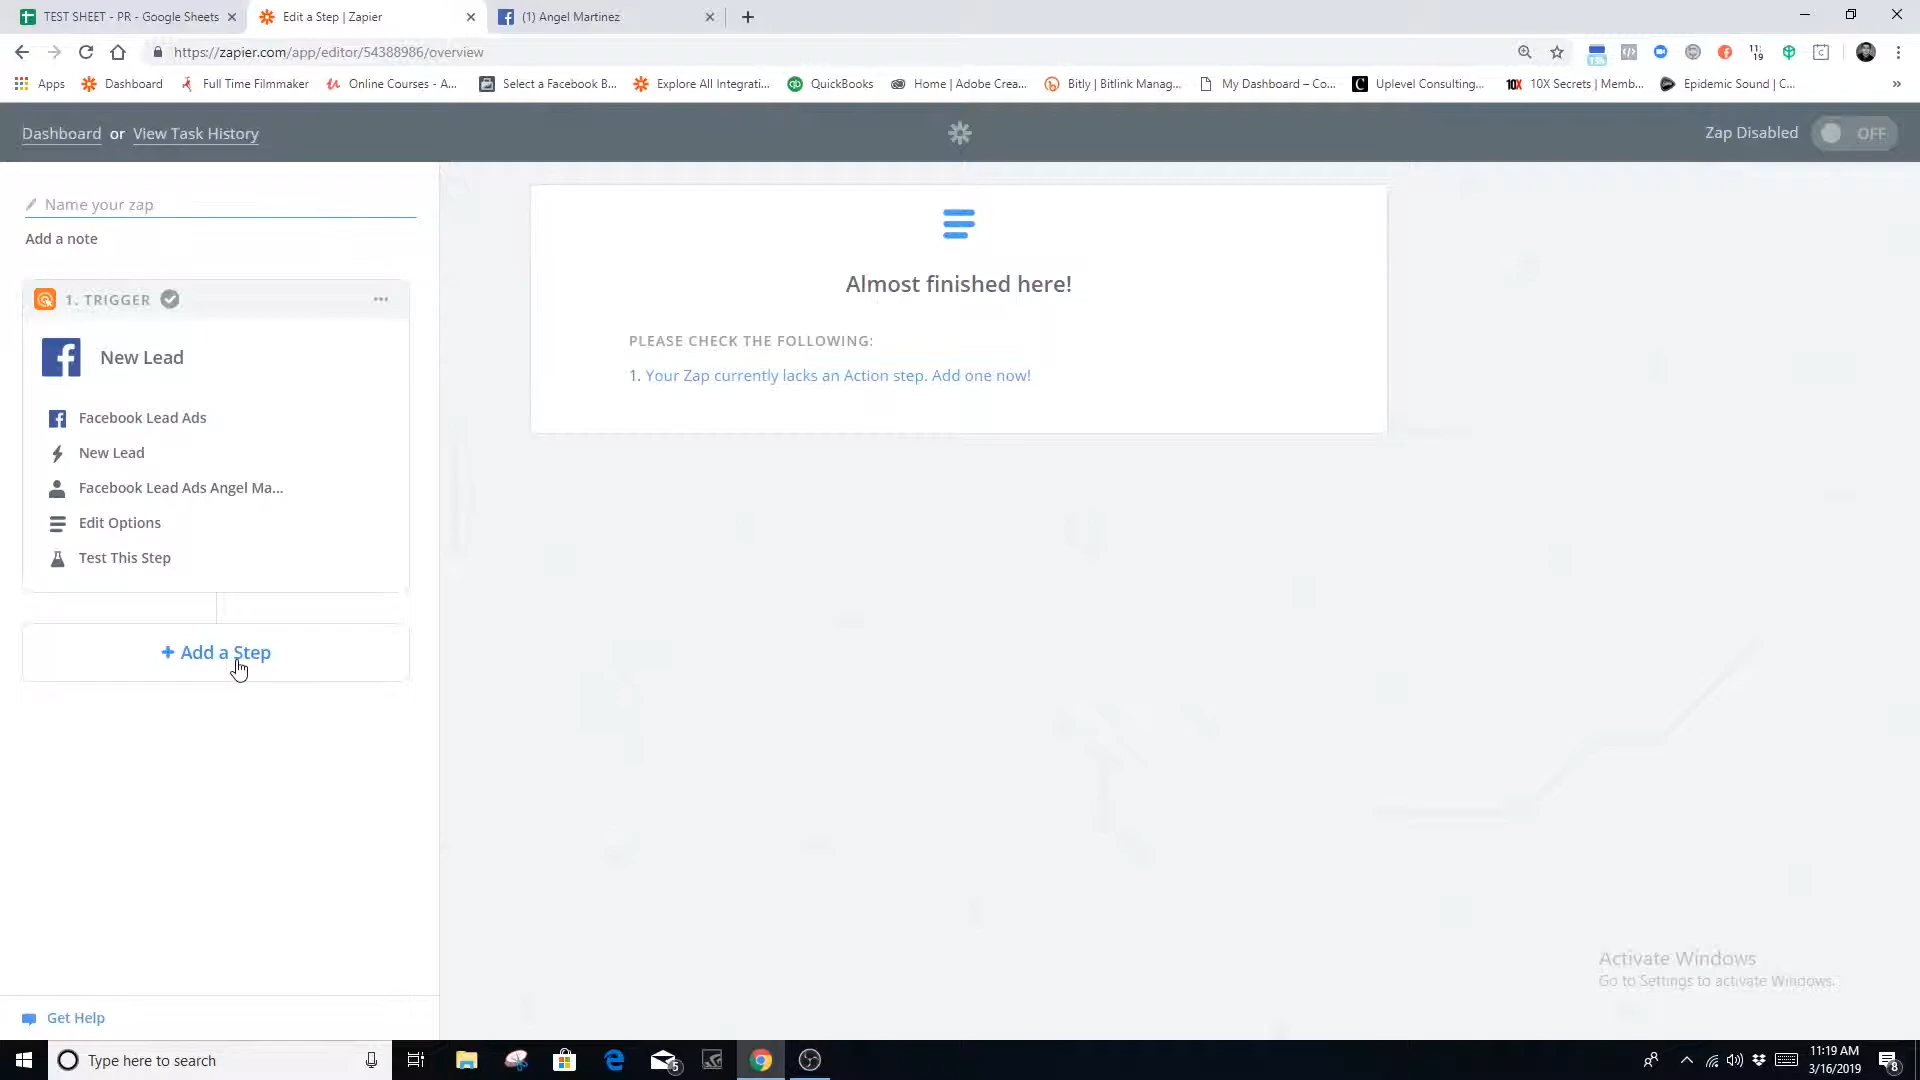 TEST SHEET - PR - Google Sheets
Edit a Step | Zapier
(1) Angel Martinez
https://zapier.com/app/editor/54388986/overview
11:
19
Apps
Dashboard
Full Time Filmmaker
Online Courses - A...
Select a Facebook B...
Explore All Integrati...
QuickBooks
Home | Adobe Crea...
Bitly | Bitlink Manag...
My Dashboard – Co...
Uplevel Consulting...
10X Secrets | Memb...
Epidemic Sound | C...
»
Dashboard or View Task History
Zap Disabled
OFF
Name your zap
Add a note
1. TRIGGER
New Lead
Facebook Lead Ads
New Lead
Facebook Lead Ads Angel Ma...
Edit Options
Test This Step
+ Add a Step
Get Help
Almost finished here!
PLEASE CHECK THE FOLLOWING:
1. Your Zap currently lacks an Action step. Add one now!
Activate Windows
Go to Settings to activate Windows.
Type here to search
5
11:19 AM
3/16/2019
8